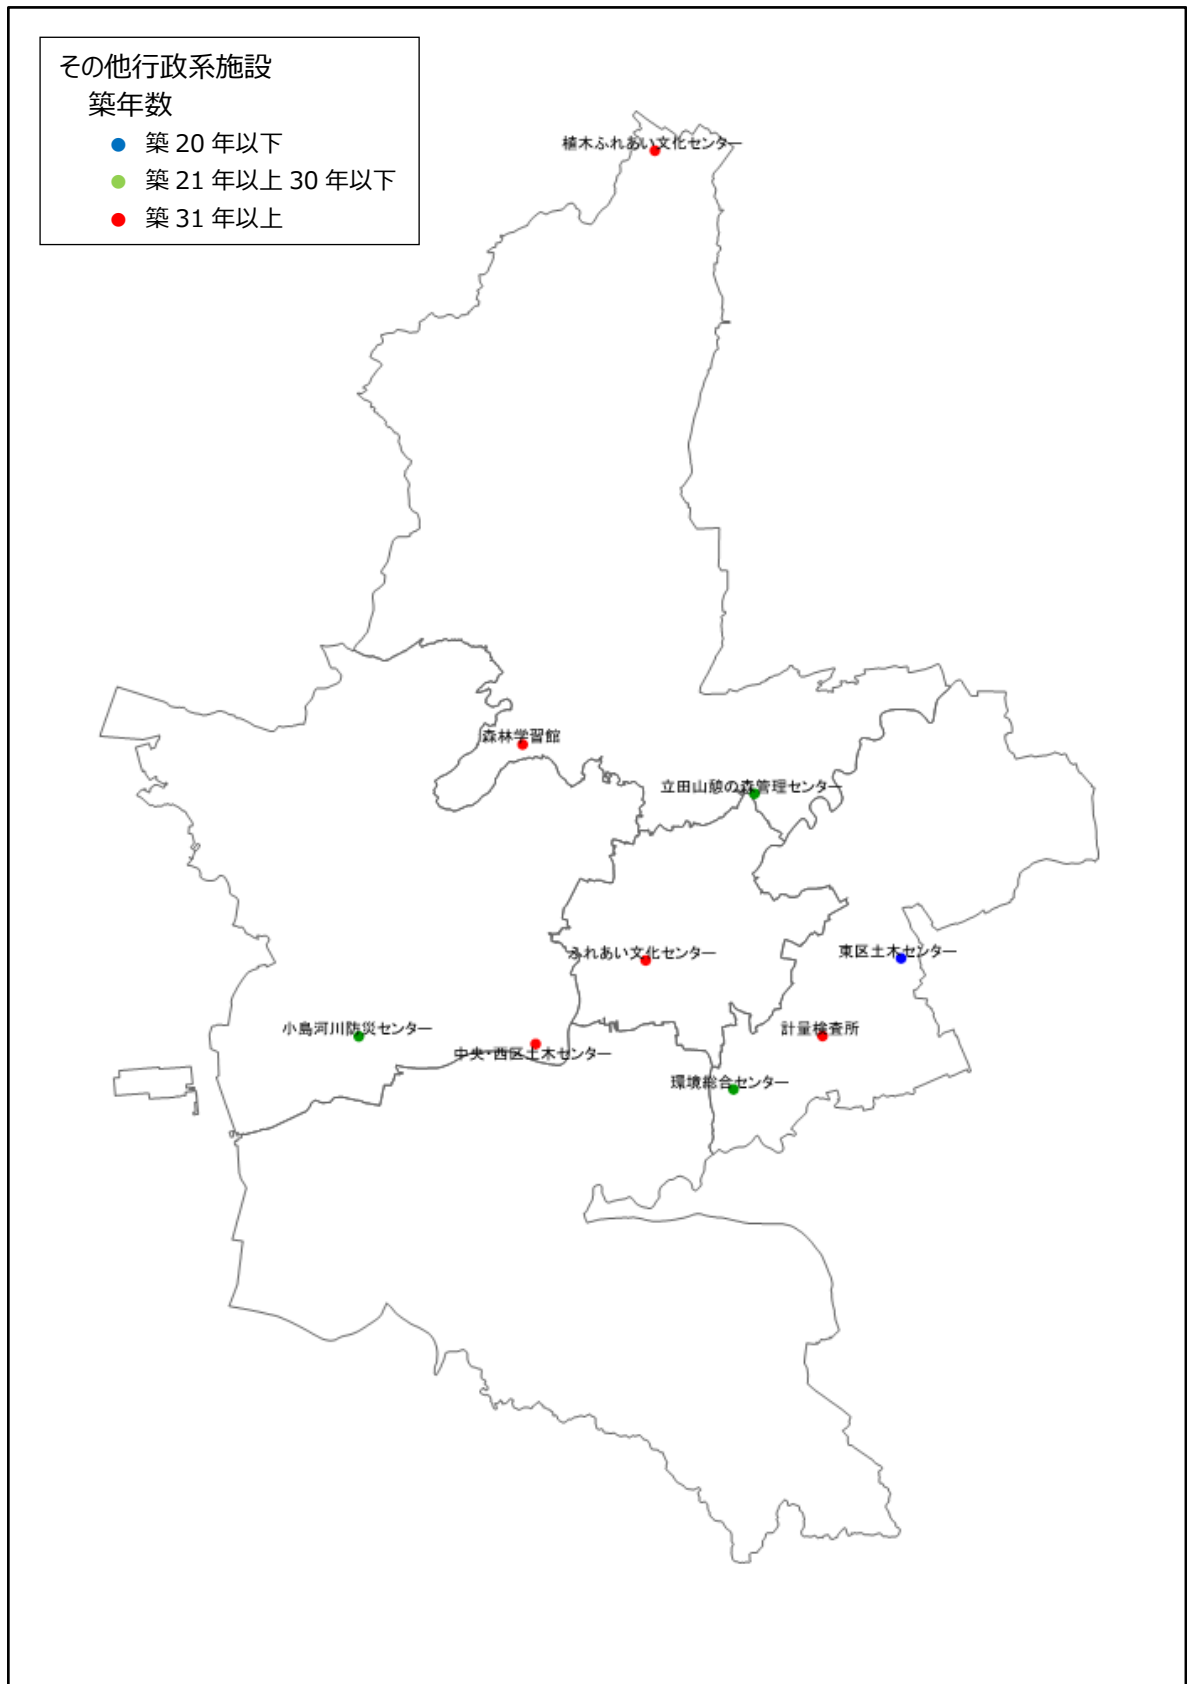 その他行政系施設
築年数
築 20 年以下
築 21 年以上 30 年以下
築 31 年以上
植木ふれあい文化センター
森林学習館
立田山憩の森管理センター
ふれあい文化センター
東区土木センター
小島河川防災センター
中央・西区土木センター
計量検査所
環境総合センター